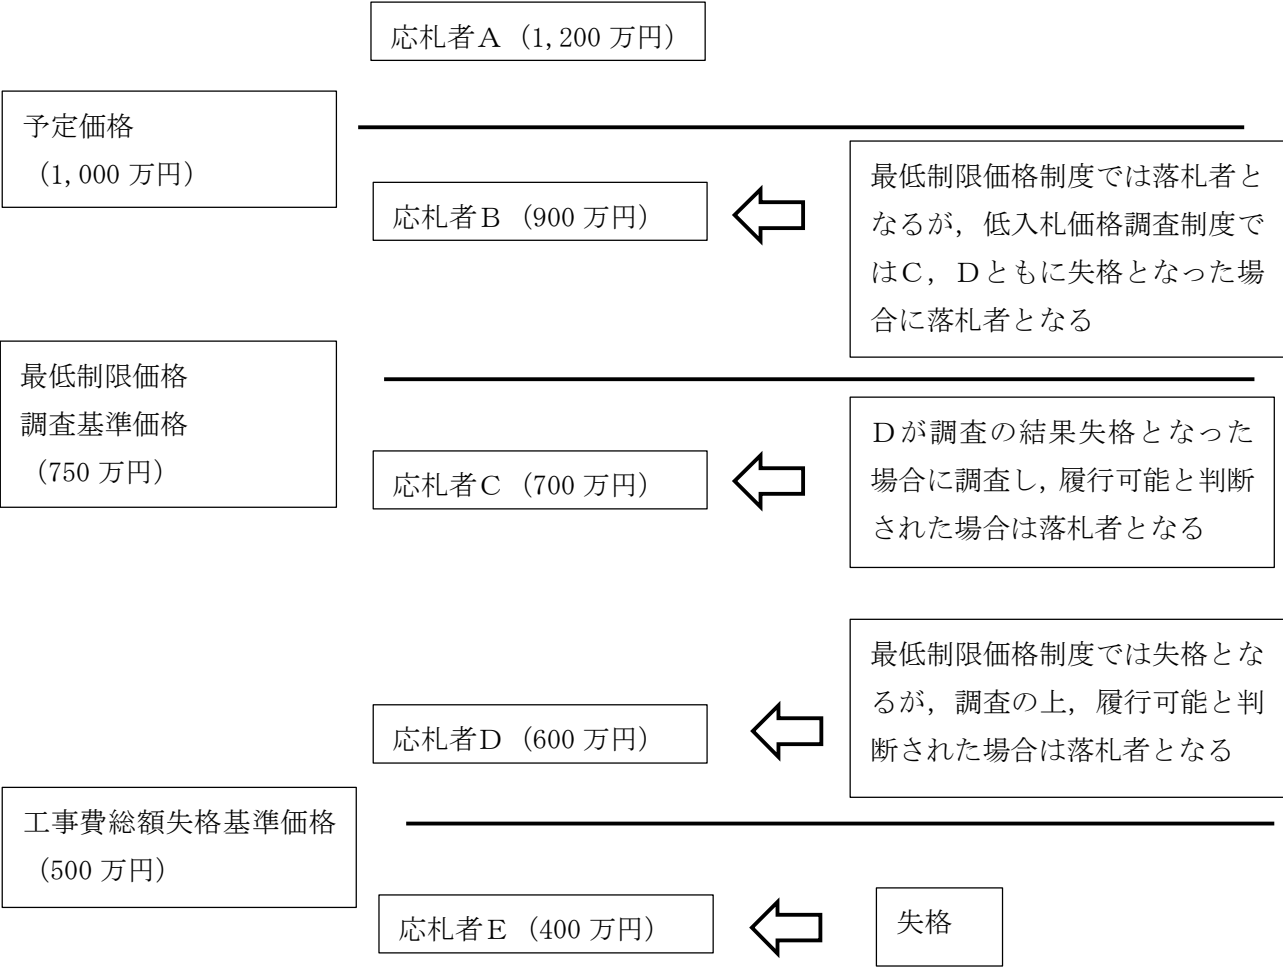 応札者Ａ（1,200 万円）
予定価格
（1,000 万円）
応札者Ｂ（900 万円）
最低制限価格制度では落札者と
なるが，低入札価格調査制度で
はＣ，Ｄともに失格となった場
合に落札者となる
最低制限価格
調査基準価格
（750 万円）
応札者Ｃ（700 万円）
Ｄが調査の結果失格となった
場合に調査し，履行可能と判断
された場合は落札者となる
応札者Ｄ（600 万円）
最低制限価格制度では失格とな
るが，調査の上，履行可能と判
断された場合は落札者となる
工事費総額失格基準価格
（500 万円）
応札者Ｅ（400 万円）
失格